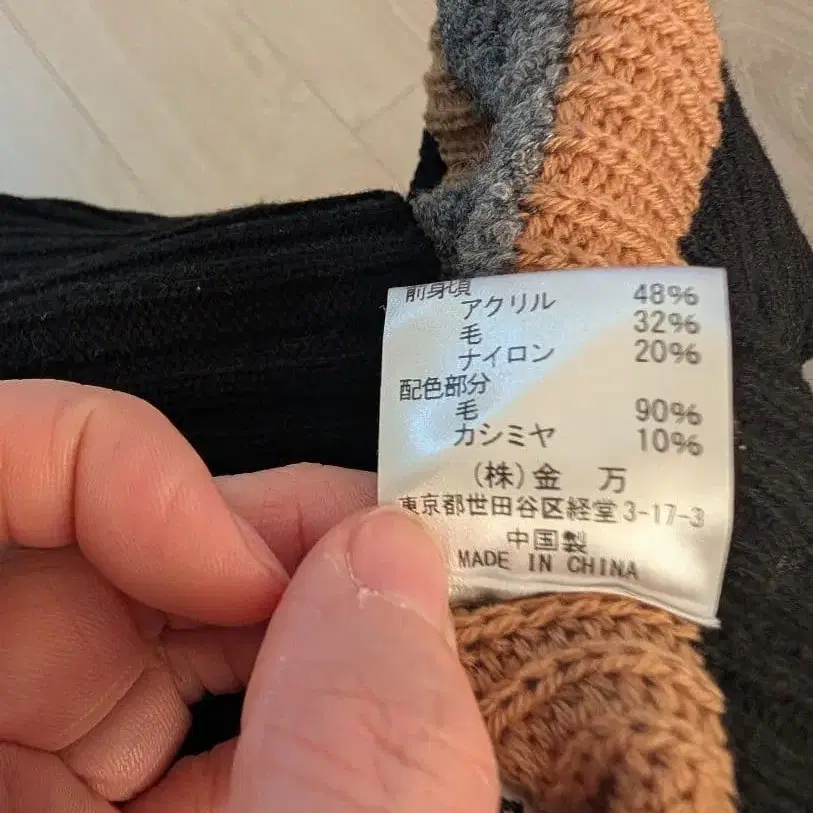 前身頃
アクリル 48%
毛 32%
ナイロン 20%
配色部分
毛 90%
カシミヤ 10%
(株)金 万
東京都世田谷区経堂3-17-3
中国製
MADE IN CHINA